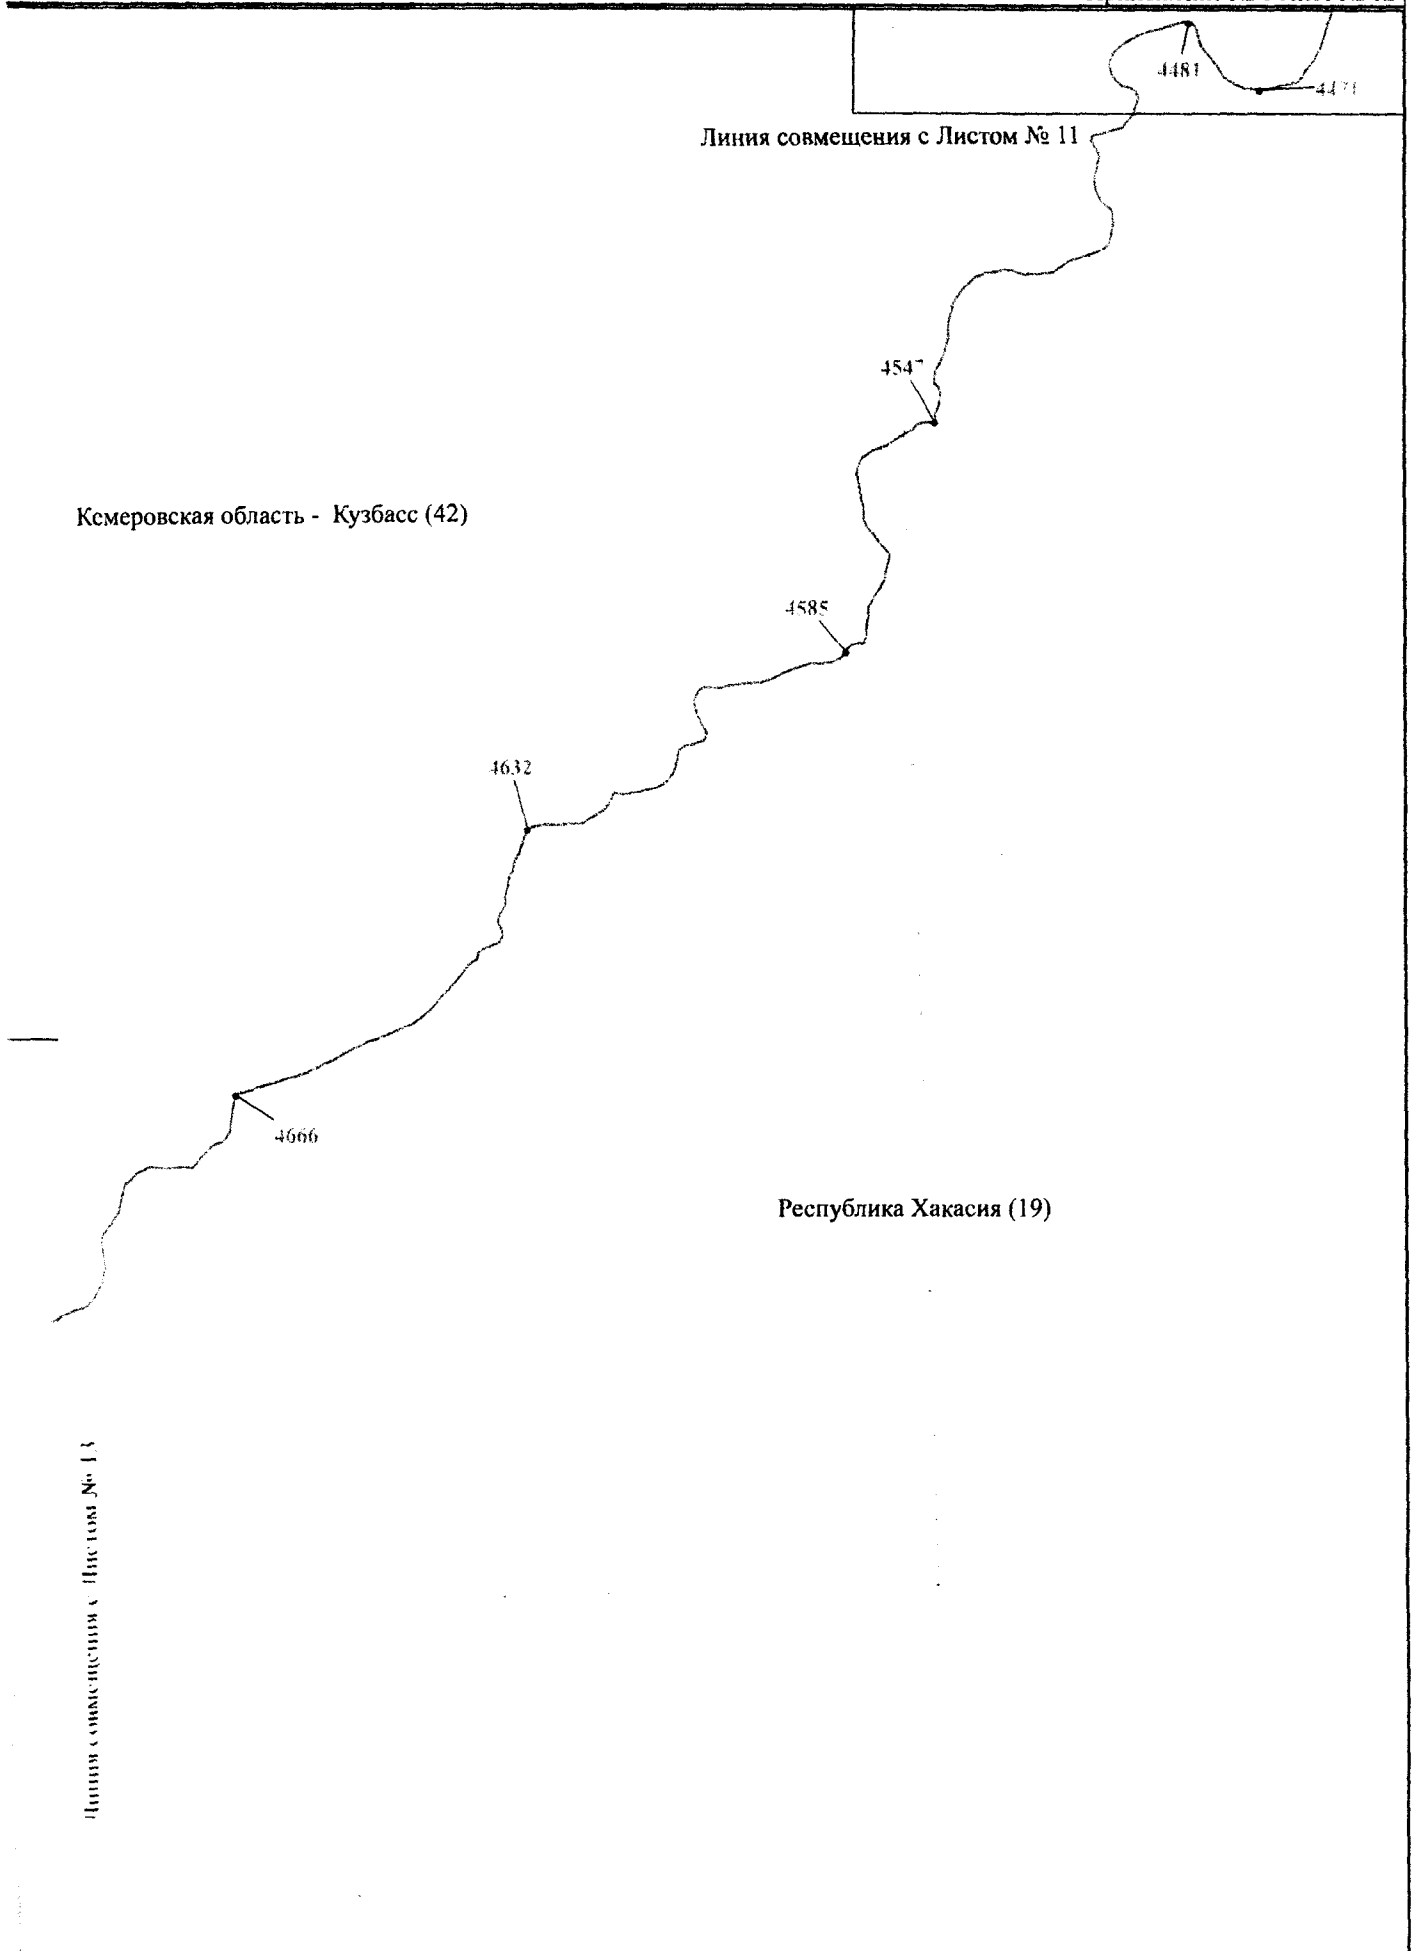 4481
4471
Линия совмещения с Листом № 11
4547
Кемеровская область - Кузбасс (42)
4585
4632
4666
Республика Хакасия (19)
Линия совмещения с Листом № 13